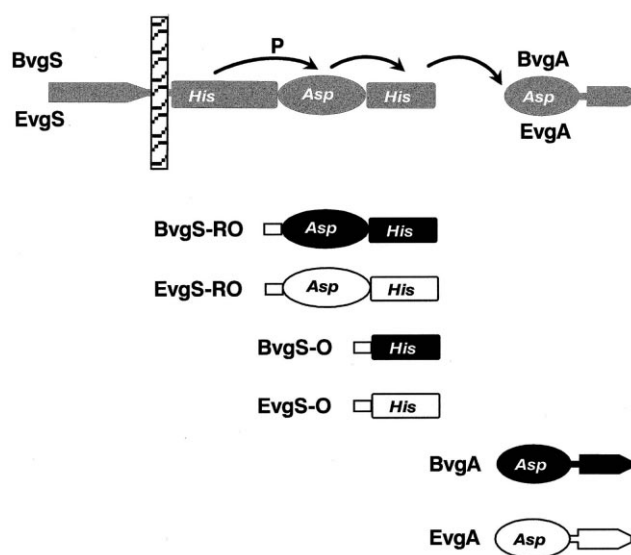 P
BvgS BvgA
His Asp His Asp
EvgS EvgA
BvgS-RO Asp His
EvgS-RO Asp His
BvgS-O His
EvgS-O His
BvgA Asp
EvgA Asp